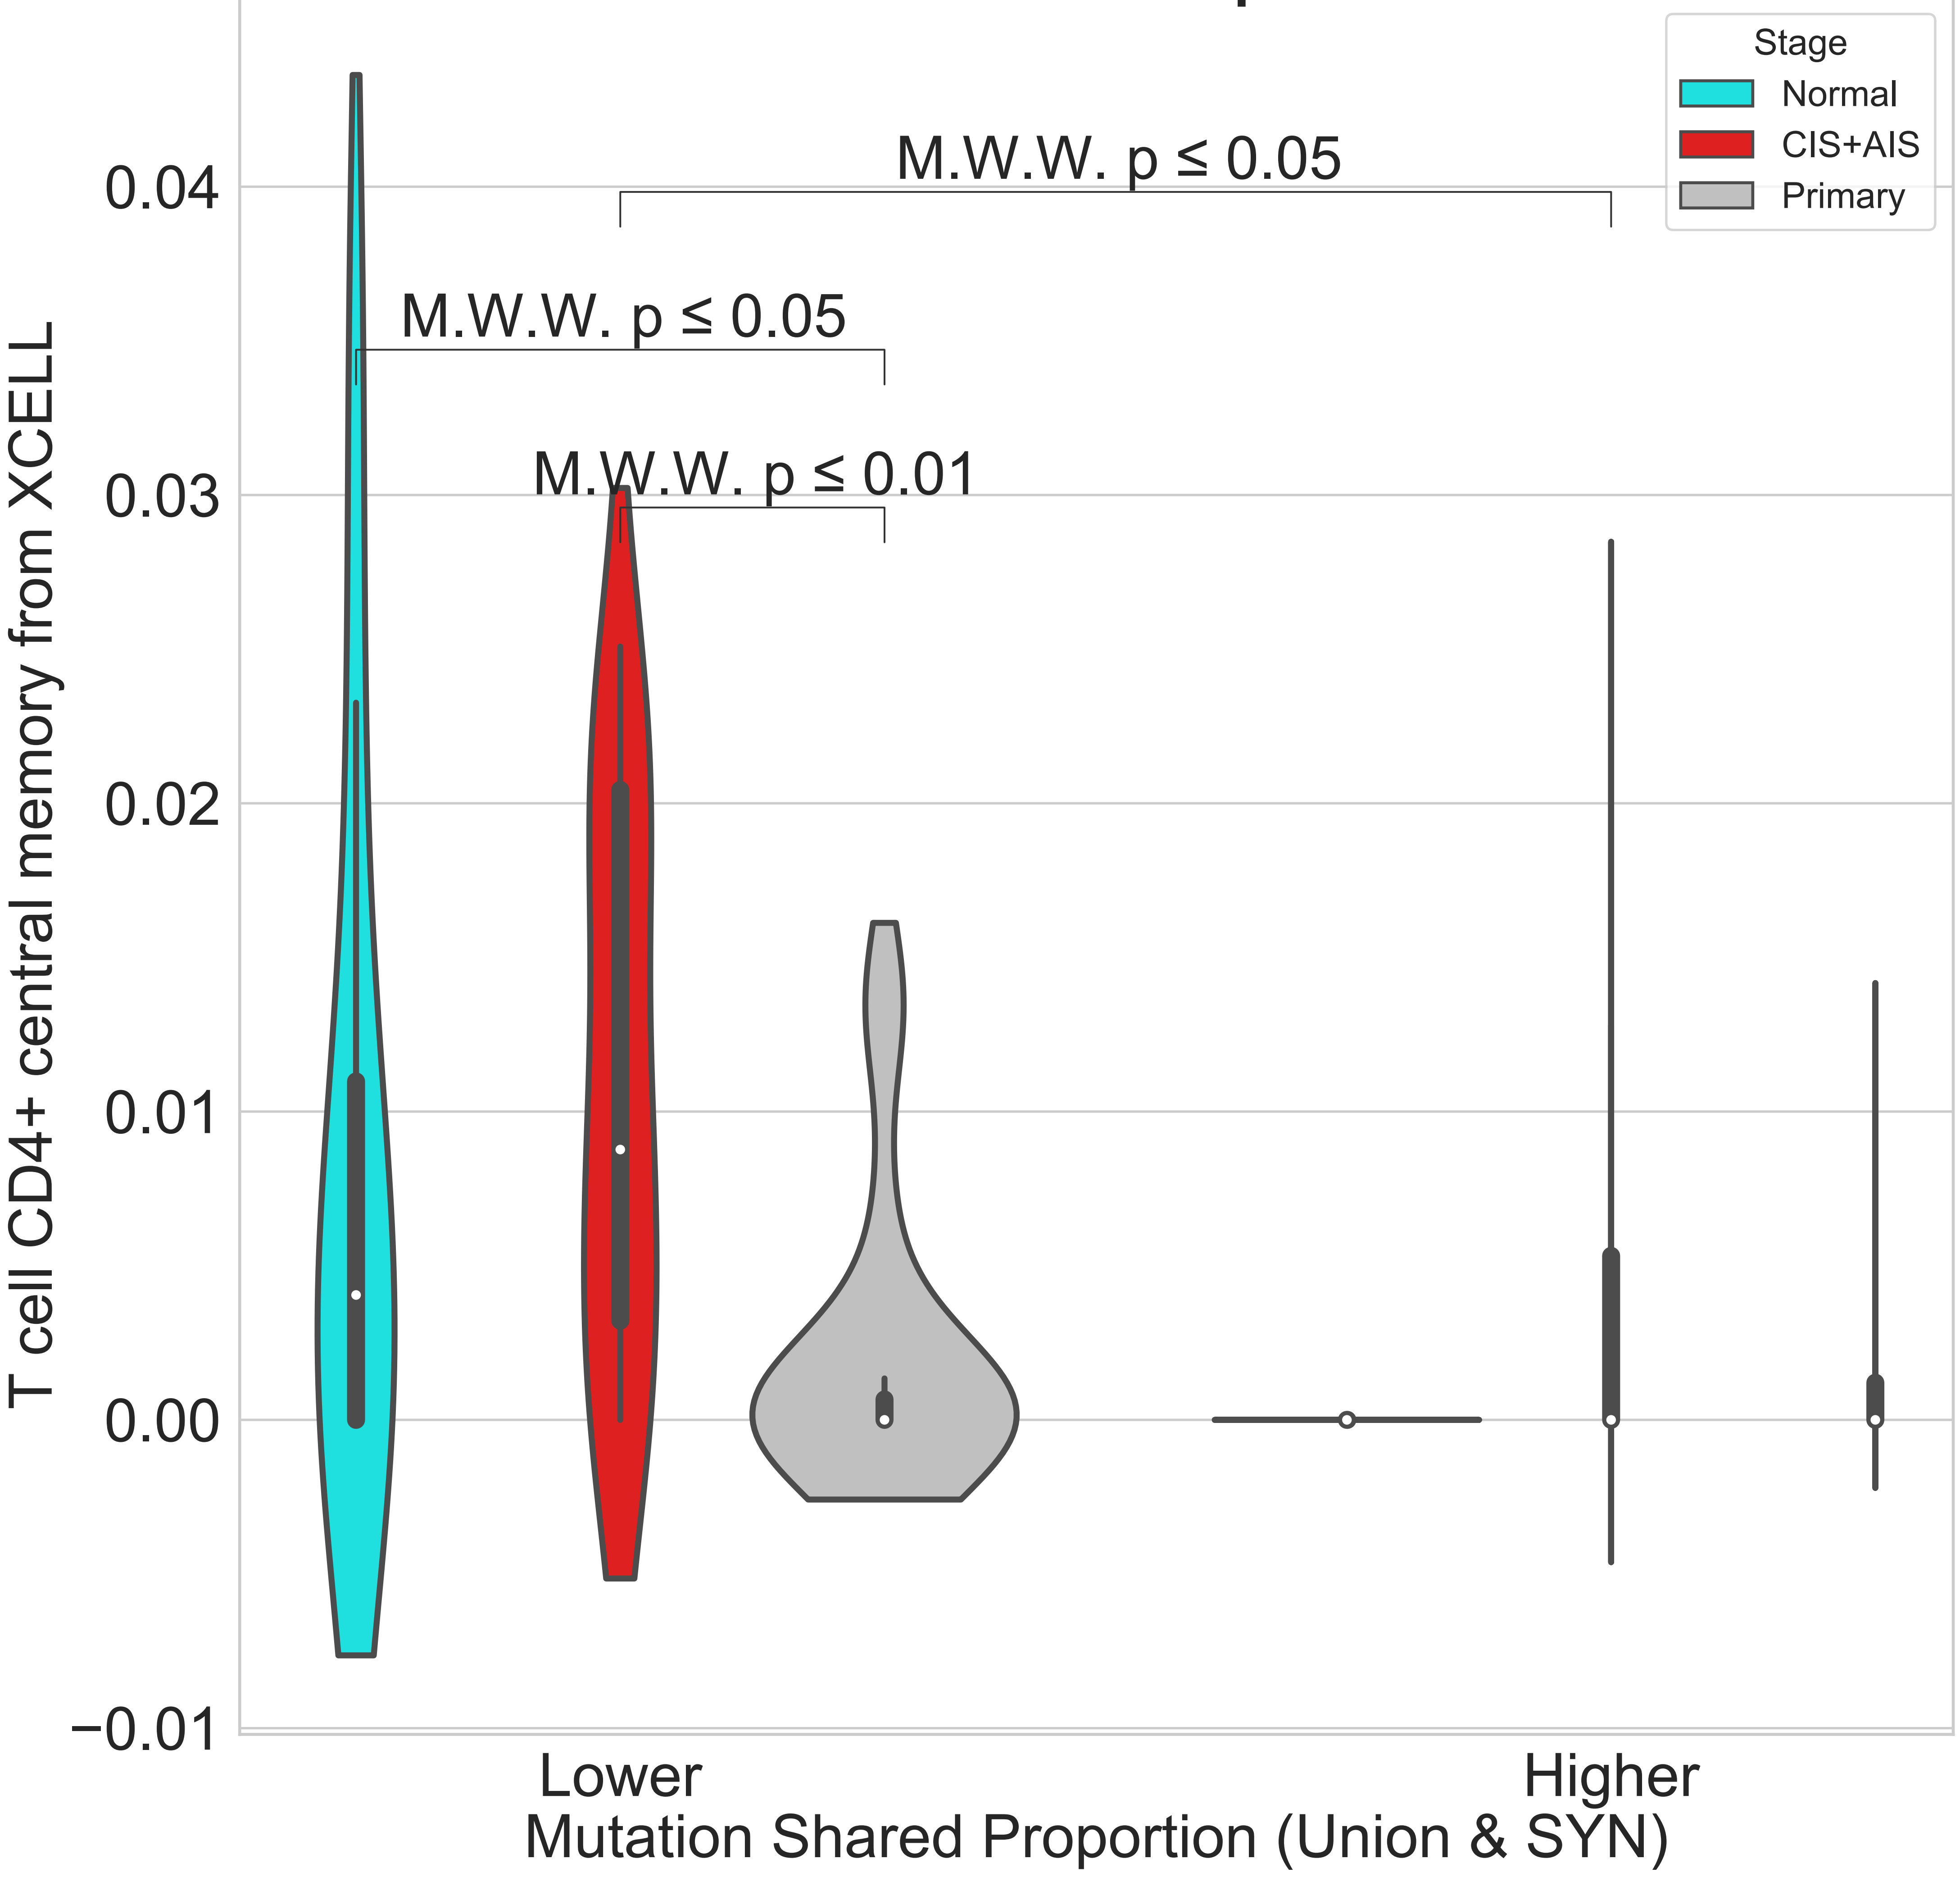 Stage
Normal
CIS+AIS
Primary
M.W.W. p ≤ 0.05
M.W.W. p ≤ 0.05
M.W.W. p ≤ 0.01
T cell CD4+ central memory from XCELL
0.04
0.03
0.02
0.01
0.00
−0.01
Lower
Higher
Mutation Shared Proportion (Union & SYN)